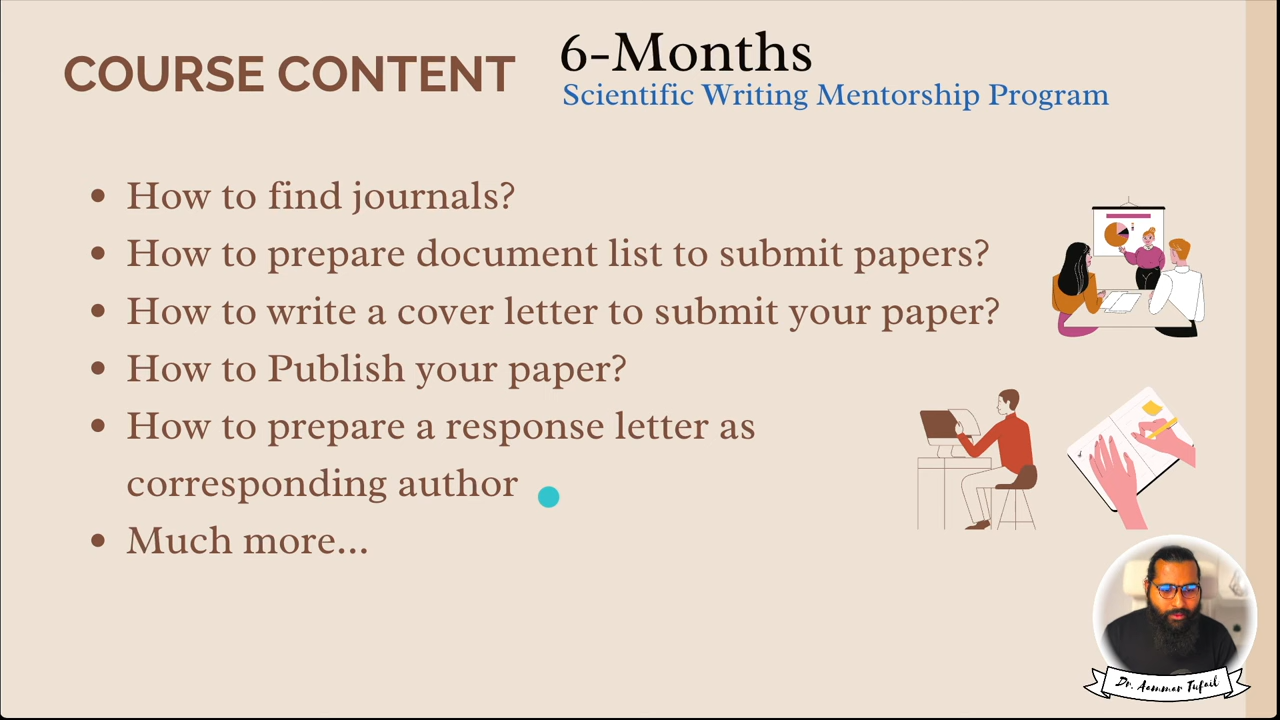 COURSE CONTENT
6-Months
Scientific Writing Mentorship Program
• How to find journals?
• How to prepare document list to submit papers?
• How to write a cover letter to submit your paper?
• How to Publish your paper?
• How to prepare a response letter as
corresponding author
• Much more...
Dr. Aammar Tufail